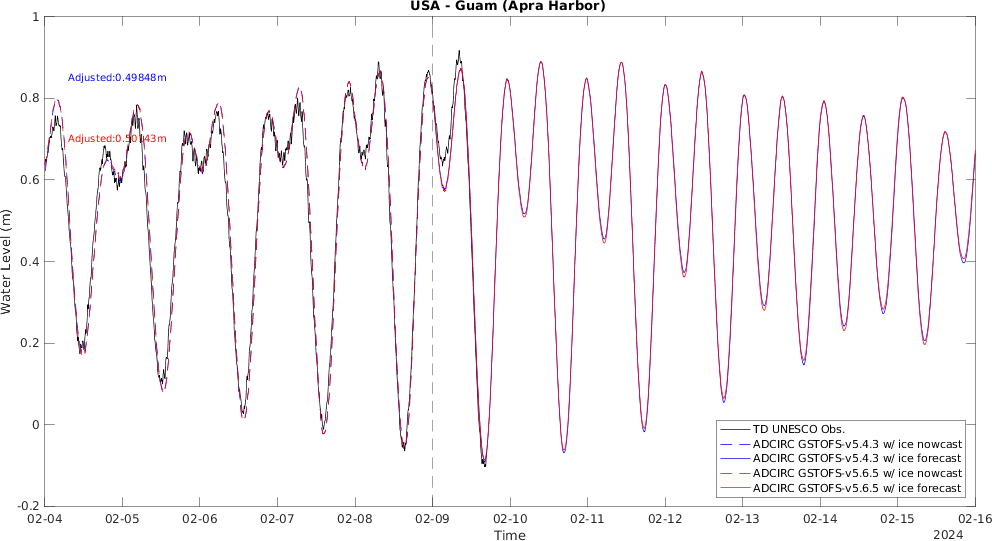 USA - Guam (Apra Harbor)
1
0.8
0.6
0.4
0.2
0
-0.2
Water Level (m)
Adjusted:0.49848m
TD UNESCO Obs.
ADCIRC GSTOFS-v5.4.3 w/ ice nowcast
ADCIRC GSTOFS-v5.4.3 w/ ice forecast
ADCIRC GSTOFS-v5.6.5 w/ ice nowcast
ADCIRC GSTOFS-v5.6.5 w/ ice forecast
02-04 02-05 02-06 02-07 02-08 02-09 02-10 02-11 02-12 02-13 02-14 02-15 02-16
Time
2024